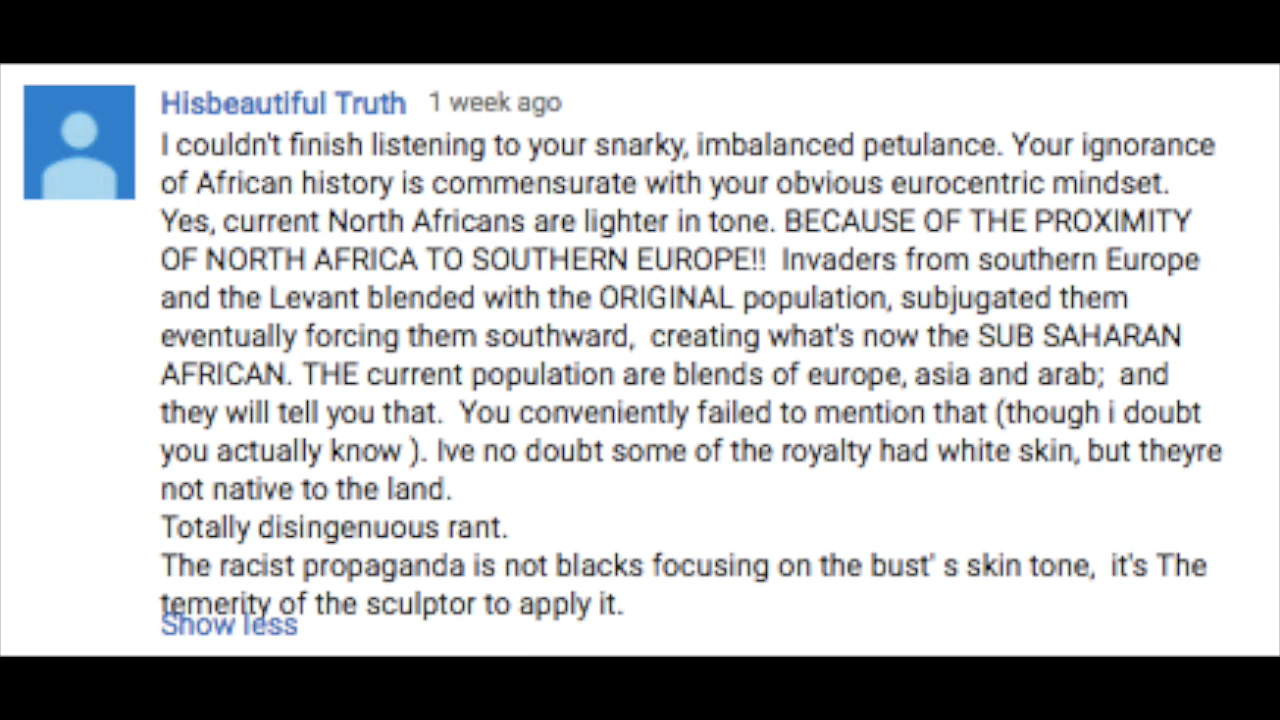 Hisbeautiful Truth 1 week ago
I couldn't finish listening to your snarky, imbalanced petulance. Your ignorance
of African history is commensurate with your obvious eurocentric mindset.
Yes, current North Africans are lighter in tone. BECAUSE OF THE PROXIMITY
OF NORTH AFRICA TO SOUTHERN EUROPE!!  Invaders from southern Europe
and the Levant blended with the ORIGINAL population, subjugated them
eventually forcing them southward,  creating what's now the SUB SAHARAN
AFRICAN. THE current population are blends of europe, asia and arab;  and
they will tell you that.  You conveniently failed to mention that (though i doubt
you actually know ). Ive no doubt some of the royalty had white skin, but theyre
not native to the land.
Totally disingenuous rant.
The racist propaganda is not blacks focusing on the bust' s skin tone,  it's The
temerity of the sculptor to apply it.
Show less